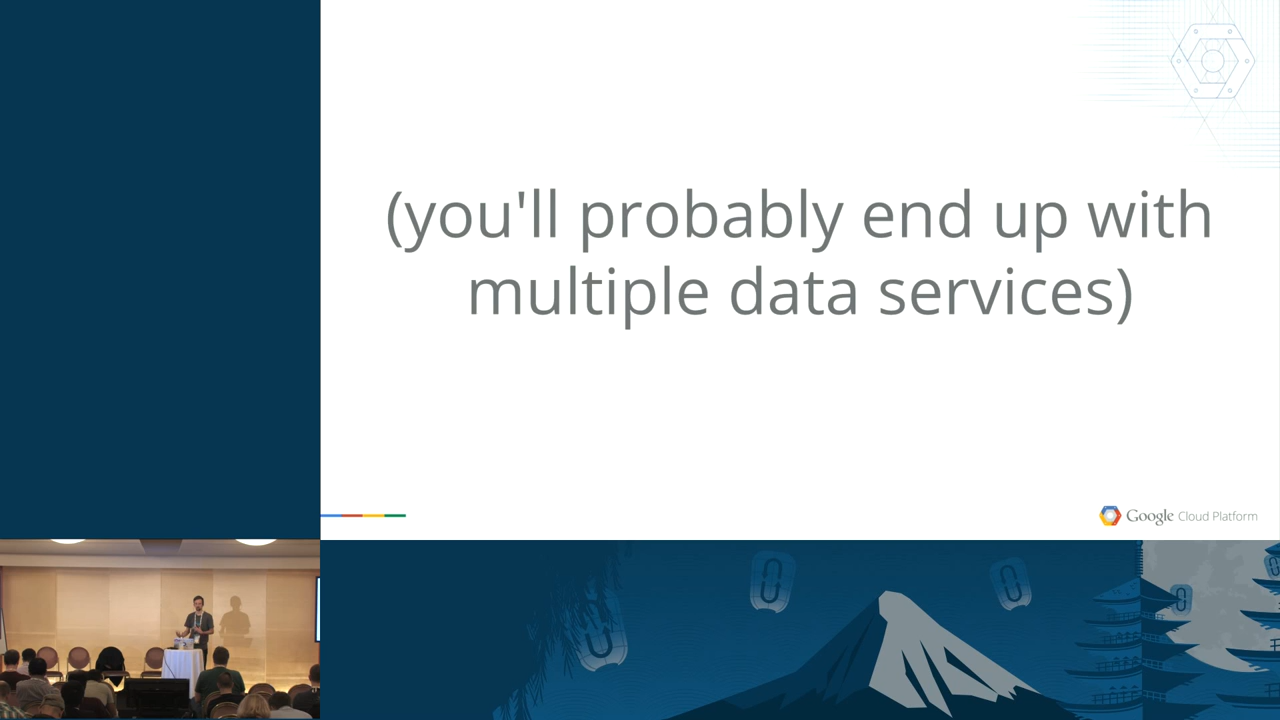 (you'll probably end up with
multiple data services)
Google Cloud Platform